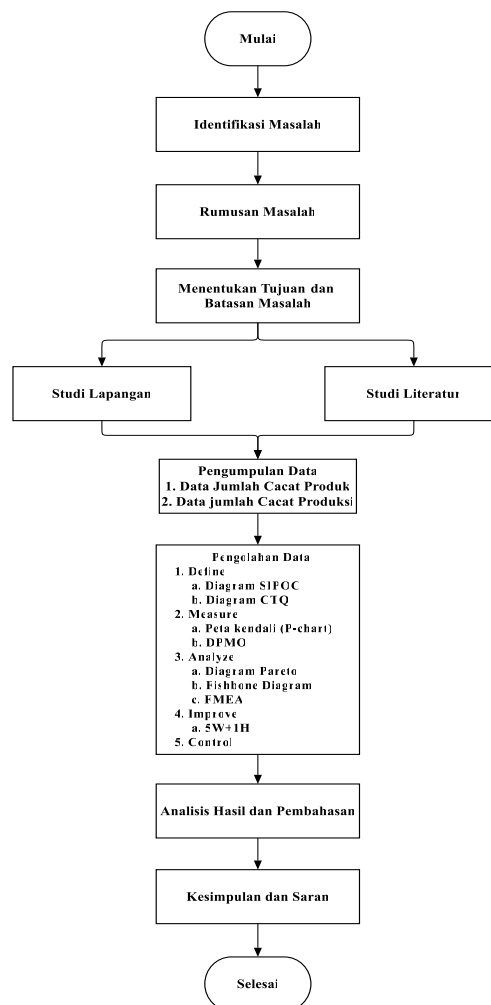 Mulai
Identifikasi Masalah
Rumusan Masalah
Menentukan Tujuan dan
Batasan Masalah
Studi Lapangan
Studi Literatur
Pengumpulan Data
1. Data Jumlah Cacat Produk
2. Data jumlah Cacat Produksi
Pengolahan Data
1. Define
a. Diagram SIPOC
b. Diagram CTQ
2. Measure
a. Peta kendali (P-chart)
b. DPMO
3. Analyze
a. Diagram Pareto
b. Fishbone Diagram
c. FMEA
4. Improve
a. 5W+1H
5. Control
Analisis Hasil dan Pembahasan
Kesimpulan dan Saran
Selesai